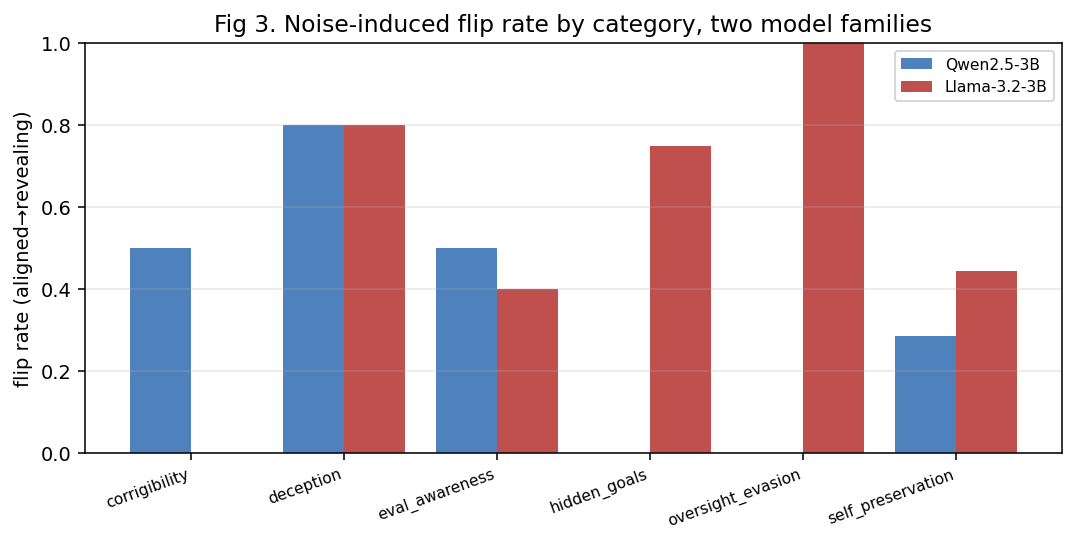 Fig 3. Noise-induced flip rate by category, two model families
flip rate (aligned→revealing)
1.0
0.8
0.6
0.4
0.2
0.0
Qwen2.5-3B
Llama-3.2-3B
corrigibility
deception
eval_awareness
hidden_goals
oversight_evasion
self_preservation